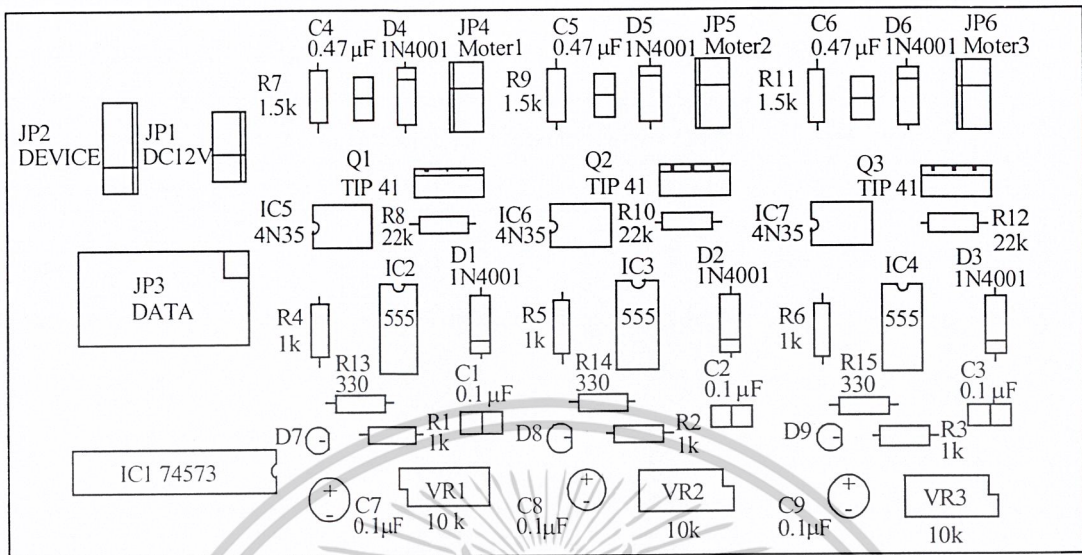 C4
0.47 µF
D4
1N4001
JP4
Moter1
C5
0.47 µF
D5
1N4001
JP5
Moter2
C6
0.47 µF
D6
1N4001
JP6
Moter3
R7
1.5k
R9
1.5k
R11
1.5k
JP2
DEVICE
JP1
DC12V
Q1
TIP 41
Q2
TIP 41
Q3
TIP 41
IC5
4N35
R8
22k
IC6
4N35
R10
22k
IC7
4N35
R12
22k
JP3
DATA
IC2
555
D1
1N4001
IC3
555
D2
1N4001
IC4
555
D3
1N4001
R4
1k
R5
1k
R6
1k
R13
330
C1
0.1 µF
R14
330
C2
0.1 µF
R15
330
C3
0.1 µF
D7
R1
1k
D8
R2
1k
D9
R3
1k
IC1 74573
+
-
C7
0.1µF
VR1
10 k
+
-
C8
0.1µF
VR2
10k
+
-
C9
0.1µF
VR3
10k